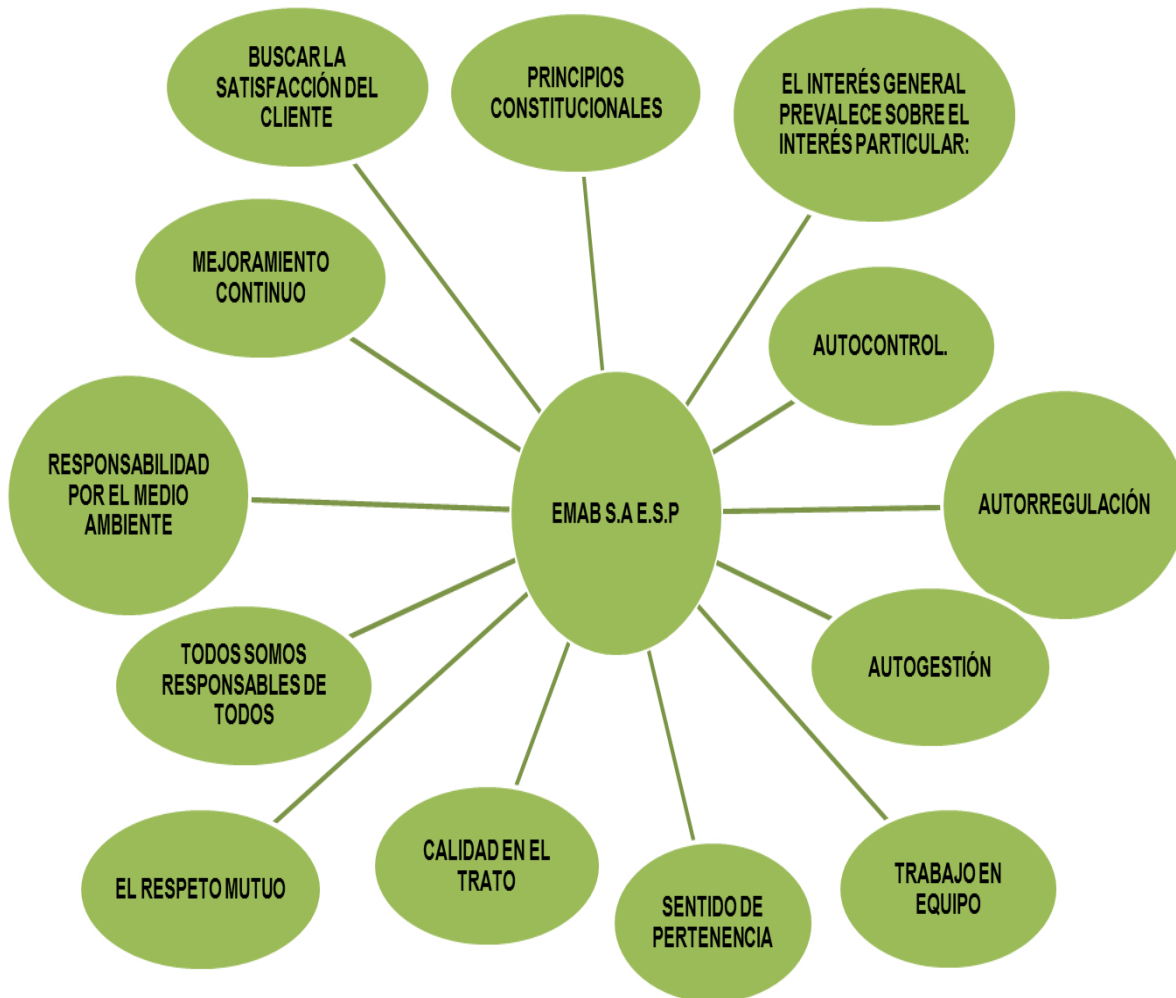 BUSCAR LA
SATISFACCIÓN DEL
CLIENTE
PRINCIPIOS
CONSTITUCIONALES
EL INTERÉS GENERAL
PREVALECE SOBRE EL
INTERÉS PARTICULAR:
MEJORAMIENTO
CONTINUO
AUTOCONTROL.
RESPONSABILIDAD
POR EL MEDIO
AMBIENTE
EMAB S.A E.S.P
AUTORREGULACIÓN
TODOS SOMOS
RESPONSABLES DE
TODOS
AUTOGESTIÓN
EL RESPETO MUTUO
CALIDAD EN EL
TRATO
SENTIDO DE
PERTENENCIA
TRABAJO EN
EQUIPO